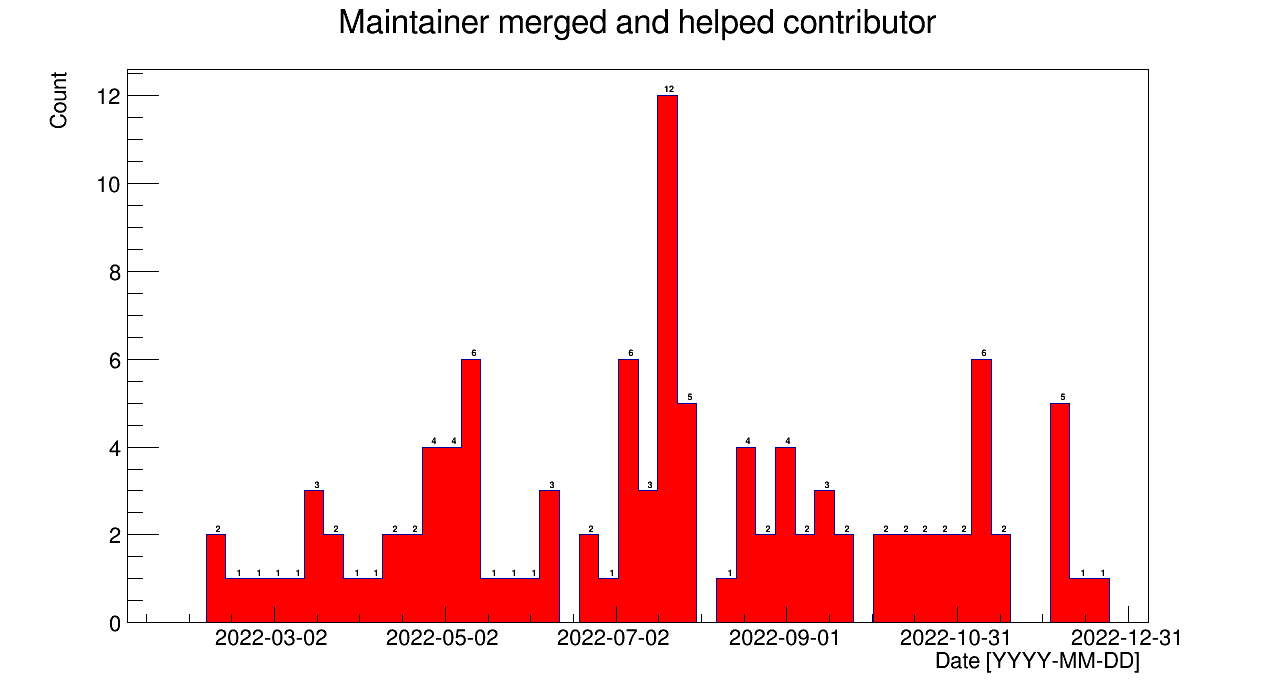 Maintainer merged and helped contributor
Count
12
10
8
6
4
2
0
2 1 1 1 1 3 2 1 1 2 2 4 4 6 1 1 1 3 2 1 6 3 12 5 1 4 2 4 2 3 2 2 2 2 2 2 6 2 5 1 1
2022-03-02 2022-05-02 2022-07-02 2022-09-01 2022-10-31 2022-12-31
Date [YYYY-MM-DD]